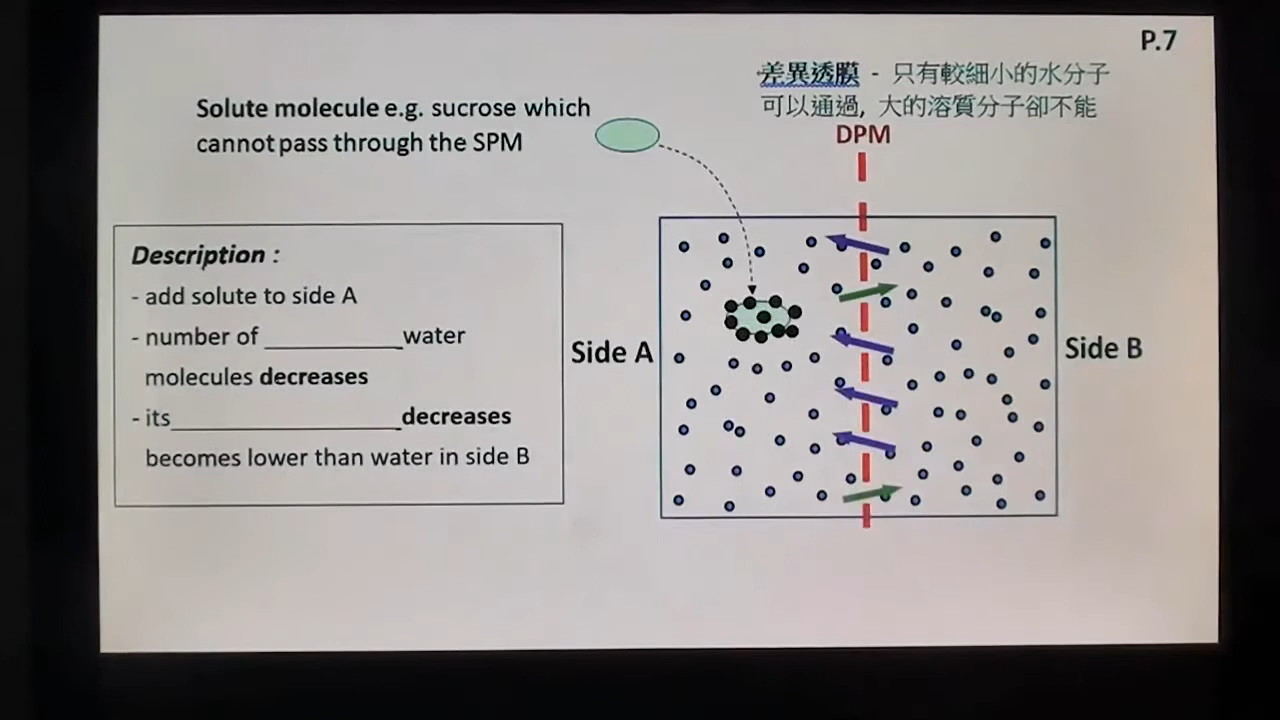 P.7
差異透膜 - 只有較細小的水分子
可以通過, 大的溶質分子卻不能
Solute molecule e.g. sucrose which
cannot pass through the SPM
DPM
Description :
- add solute to side A
- number of ___________water
molecules decreases
- its__________________decreases
becomes lower than water in side B
Side A
Side B